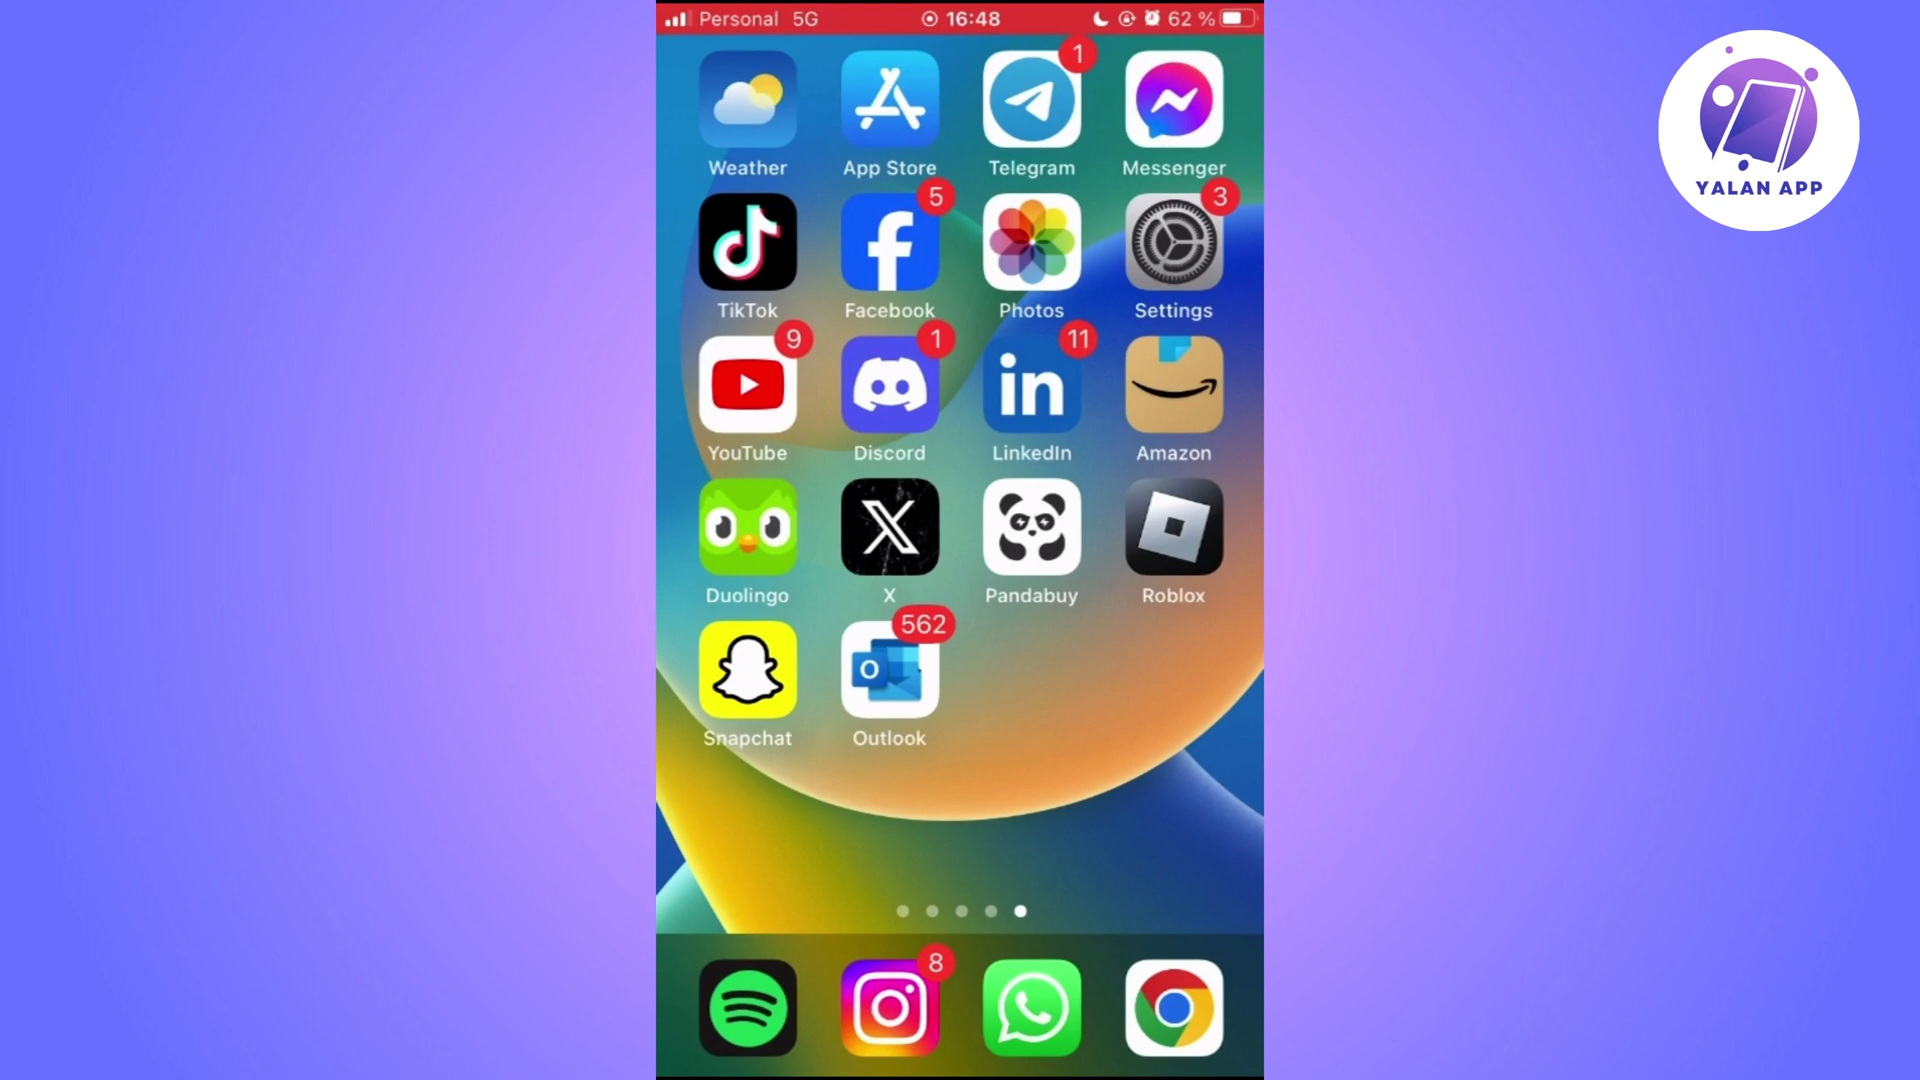 Personal 5G 16:48 62 %
YALAN APP
1
Weather App Store Telegram Messenger
5 3
TikTok Facebook Photos Settings
9 1 11
in
YouTube Discord LinkedIn Amazon
Duolingo X Pandabuy Roblox
562
O
Snapchat Outlook
8